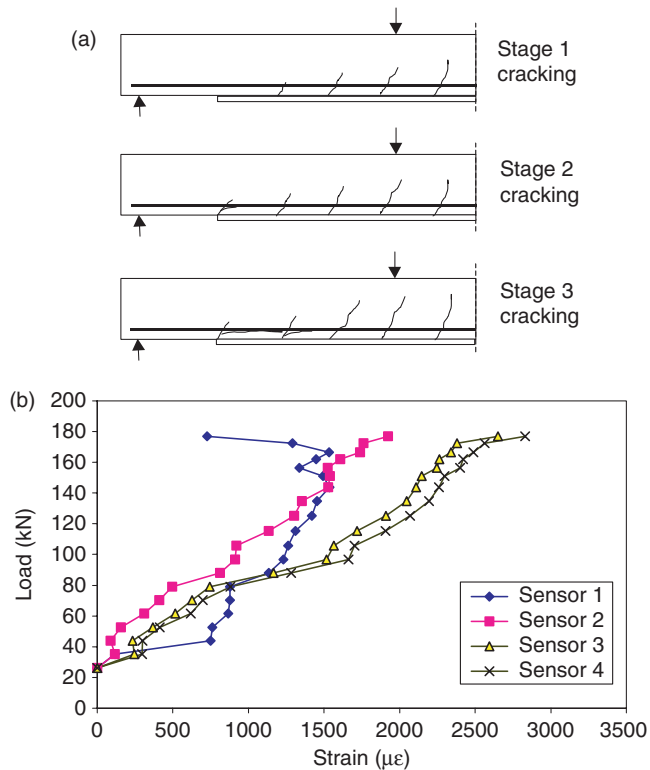 (a)
Stage 1
cracking
Stage 2
cracking
Stage 3
cracking
(b)
200
180
160
140
120
100
80
60
40
20
0
Load (kN)
Sensor 1
Sensor 2
Sensor 3
Sensor 4
0 500 1000 1500 2000 2500 3000 3500
Strain (με)